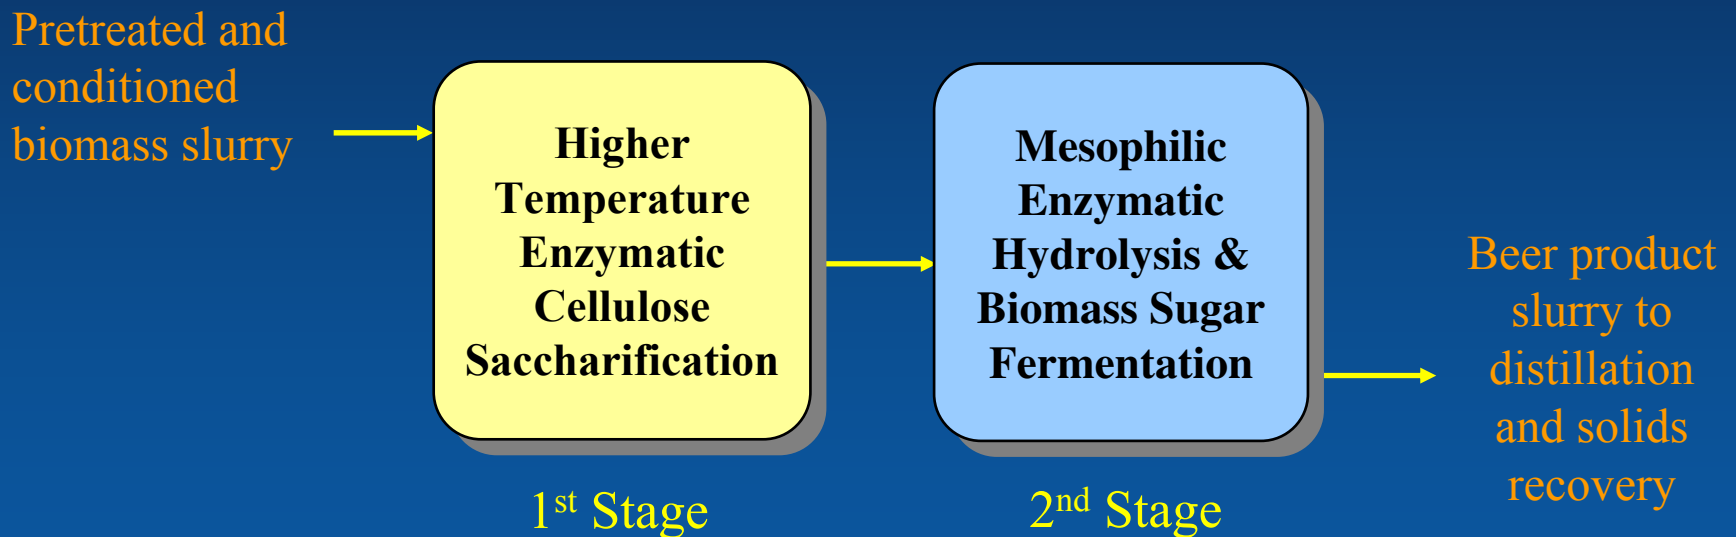 Pretreated and
conditioned
biomass slurry
Higher
Temperature
Enzymatic
Cellulose
Saccharification
1st Stage
Mesophilic
Enzymatic
Hydrolysis &
Biomass Sugar
Fermentation
2nd Stage
Beer product
slurry to
distillation
and solids
recovery